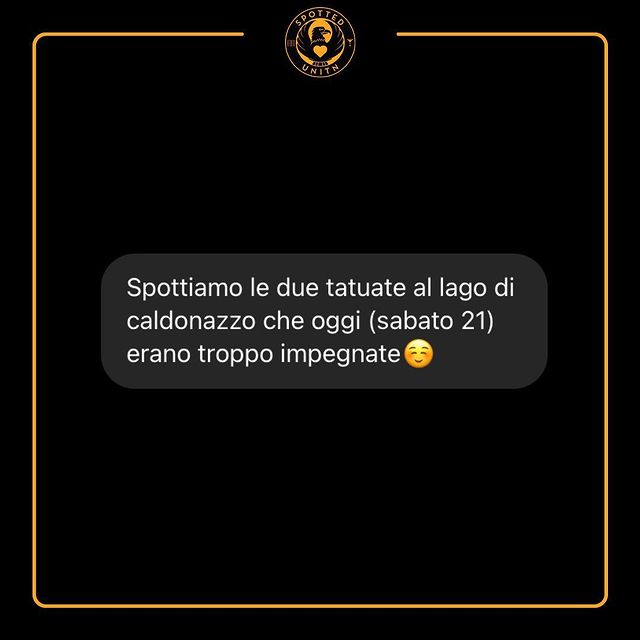 SPOTTED
UNITN
Spottiamo le due tatuate al lago di
caldonazzo che oggi (sabato 21)
erano troppo impegnate☺️